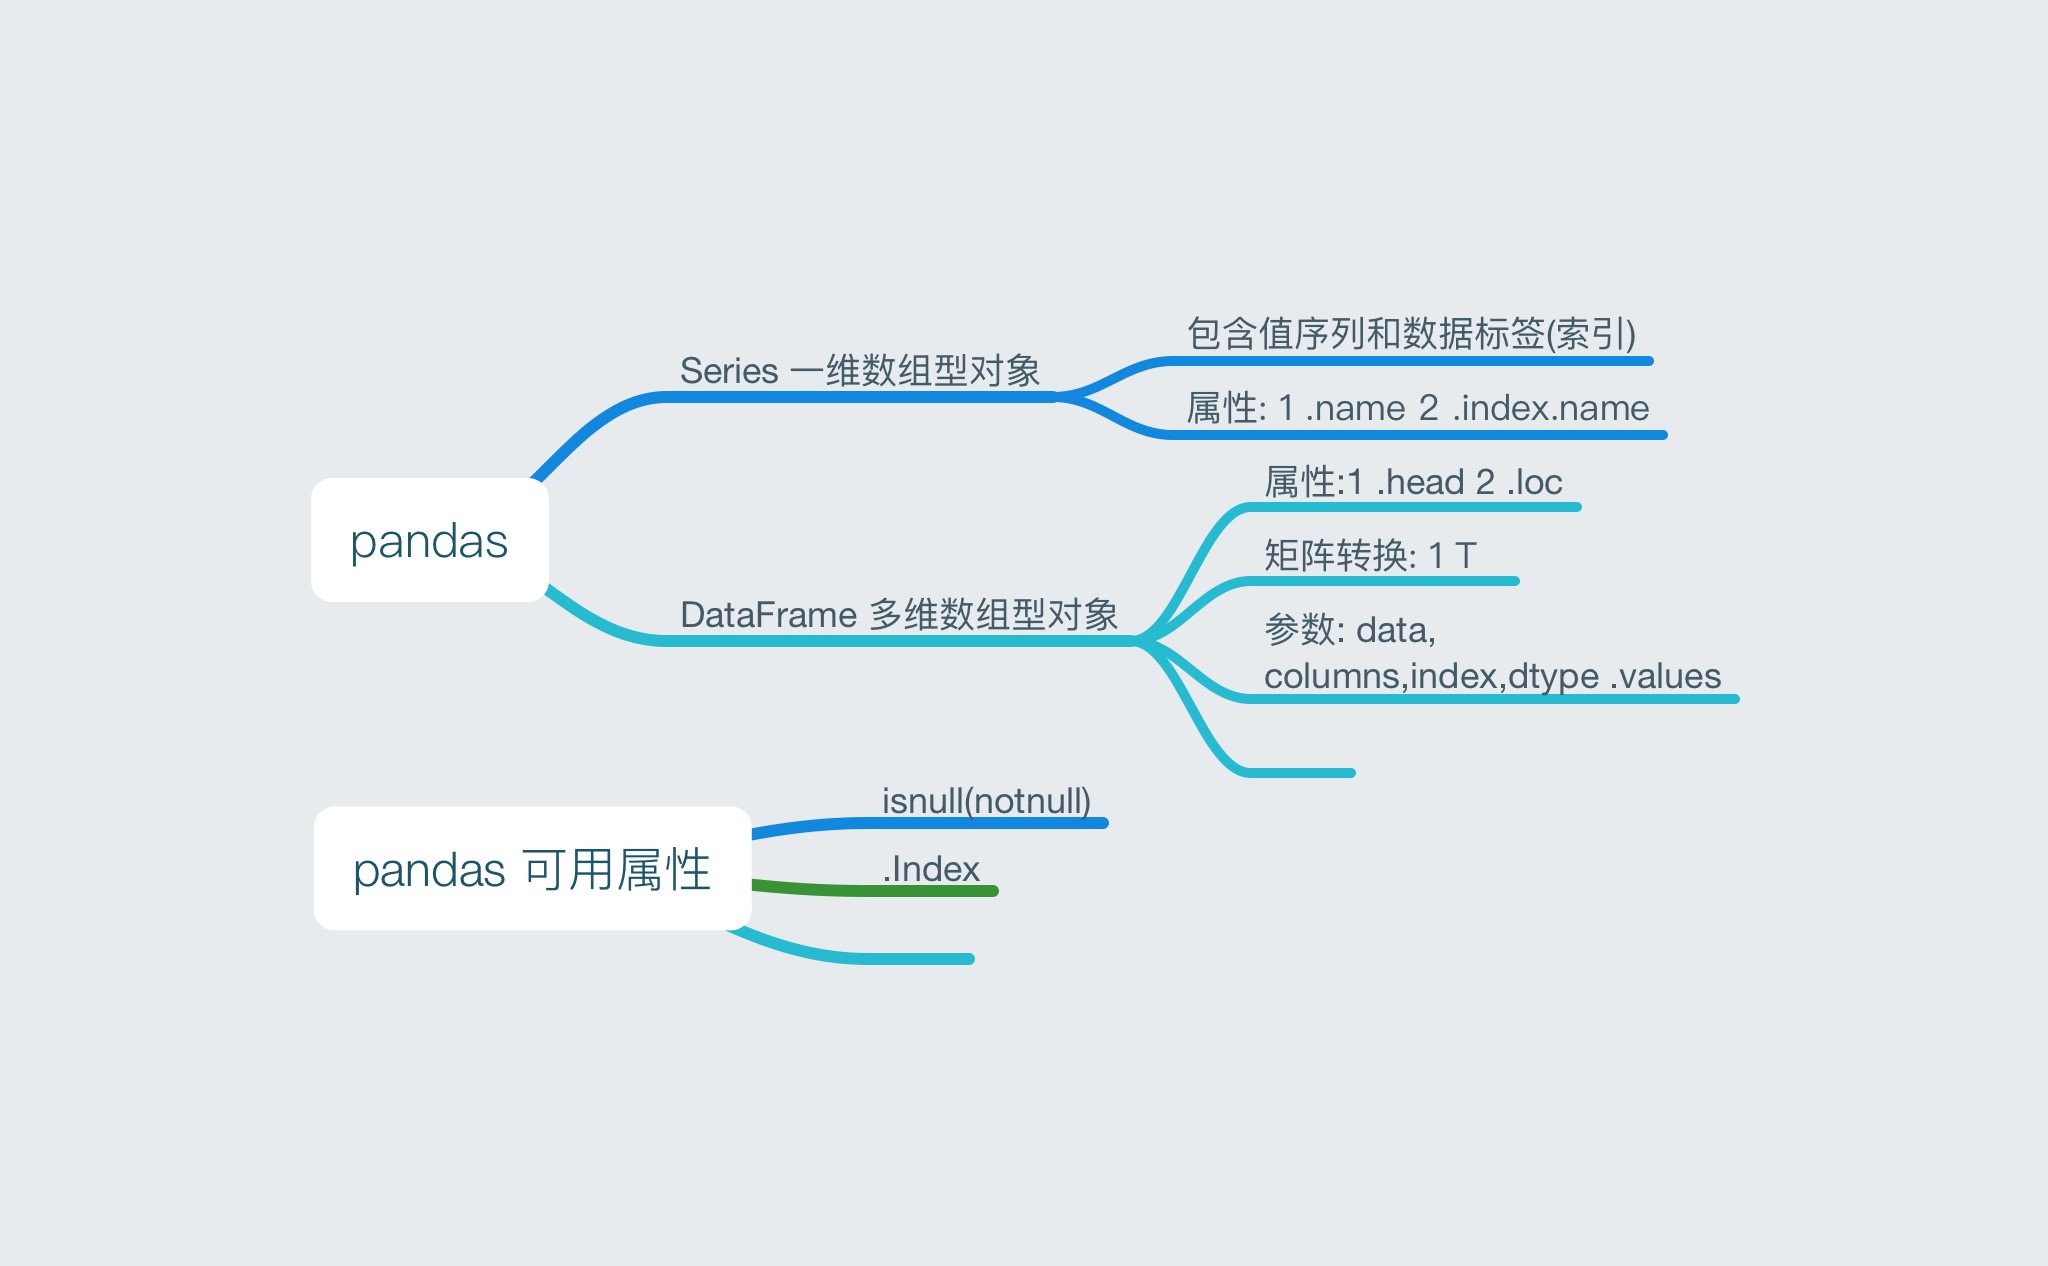 pandas
Series 一维数组型对象
包含值序列和数据标签(索引)
属性: 1 .name 2 .index.name
DataFrame 多维数组型对象
属性:1 .head 2 .loc
矩阵转换: 1 T
参数: data,
columns,index,dtype .values
pandas 可用属性
isnull(notnull)
.Index